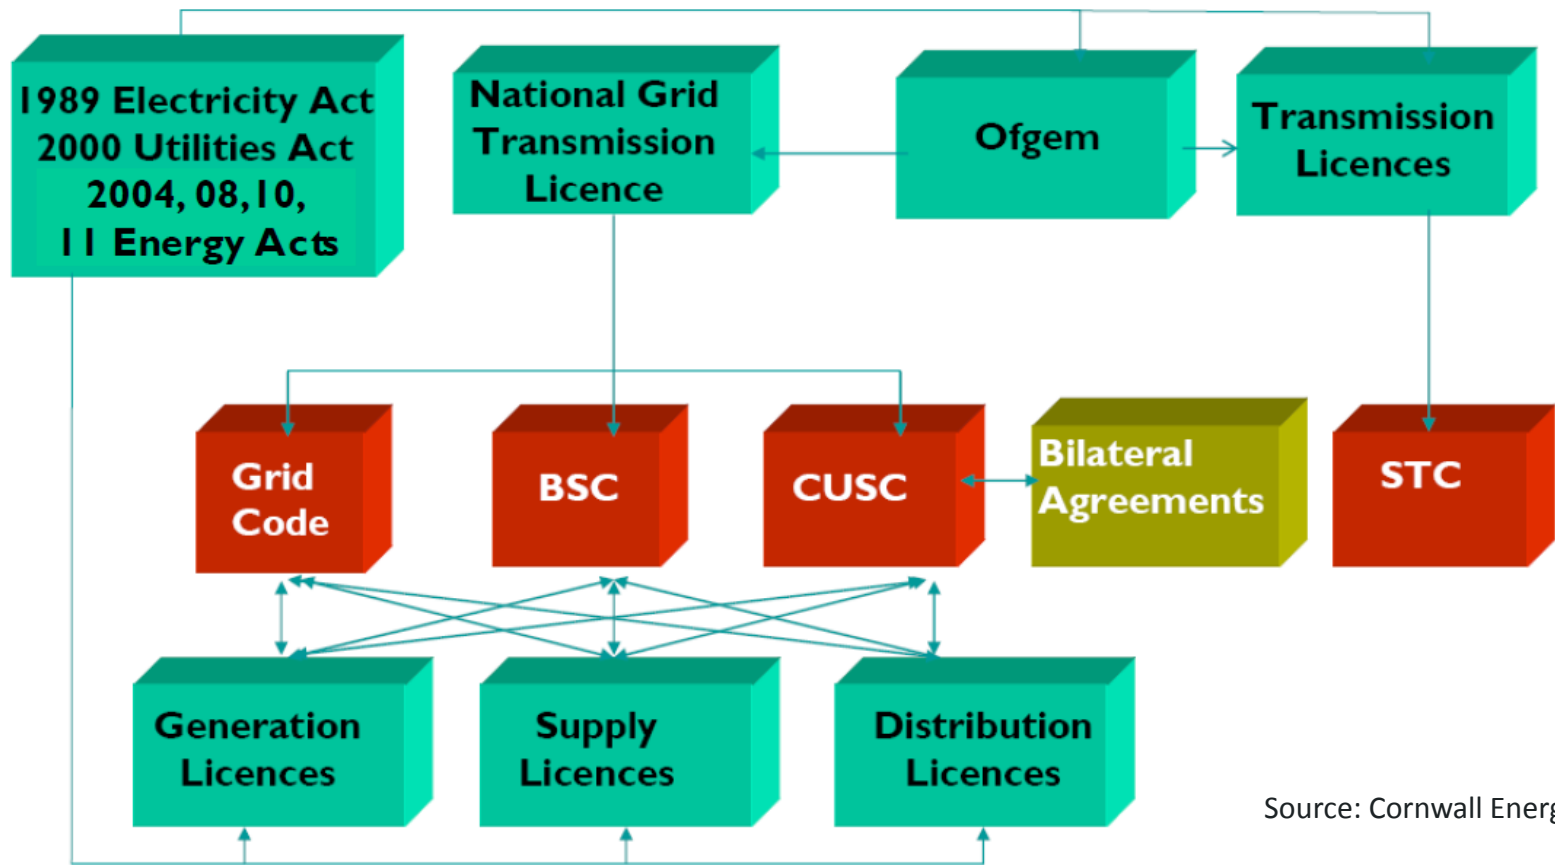 1989 Electricity Act
2000 Utilities Act
2004, 08,10,
11 Energy Acts
National Grid
Transmission
Licence
Ofgem
Transmission
Licences
Grid
Code
BSC
CUSC
Bilateral
Agreements
STC
Generation
Licences
Supply
Licences
Distribution
Licences
Source: Cornwall Energ